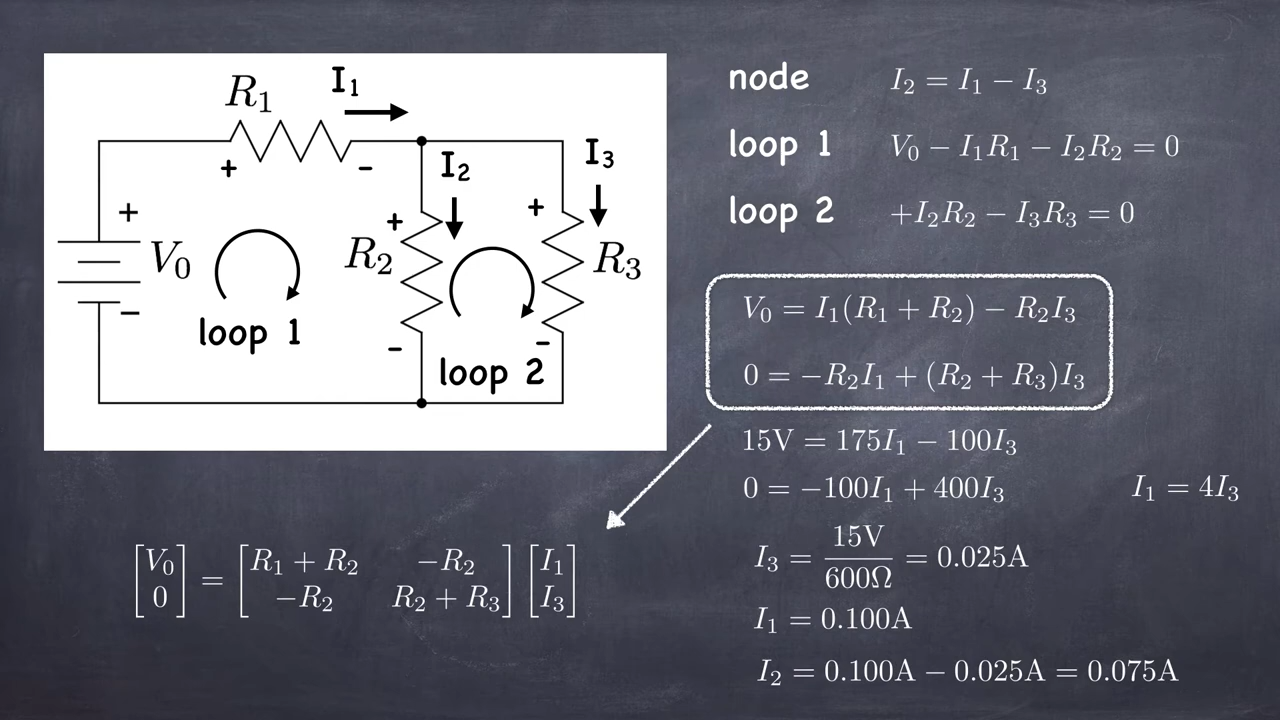 R₁
I₁
+ -
I₂
I₃
+
V₀
-
loop 1
+
R₂
-
loop 2
+
R₃
-
node I₂ = I₁ − I₃
loop 1 V₀ − I₁R₁ − I₂R₂ = 0
loop 2 +I₂R₂ − I₃R₃ = 0
V₀ = I₁(R₁ + R₂) − R₂I₃
0 = −R₂I₁ + (R₂ + R₃)I₃
15V = 175I₁ − 100I₃
0 = −100I₁ + 400I₃ I₁ = 4I₃
I₃ = 15V/600Ω = 0.025A
I₁ = 0.100A
I₂ = 0.100A − 0.025A = 0.075A
[V₀] = [R₁ + R₂ −R₂] [I₁]
[0] [−R₂ R₂ + R₃] [I₃]